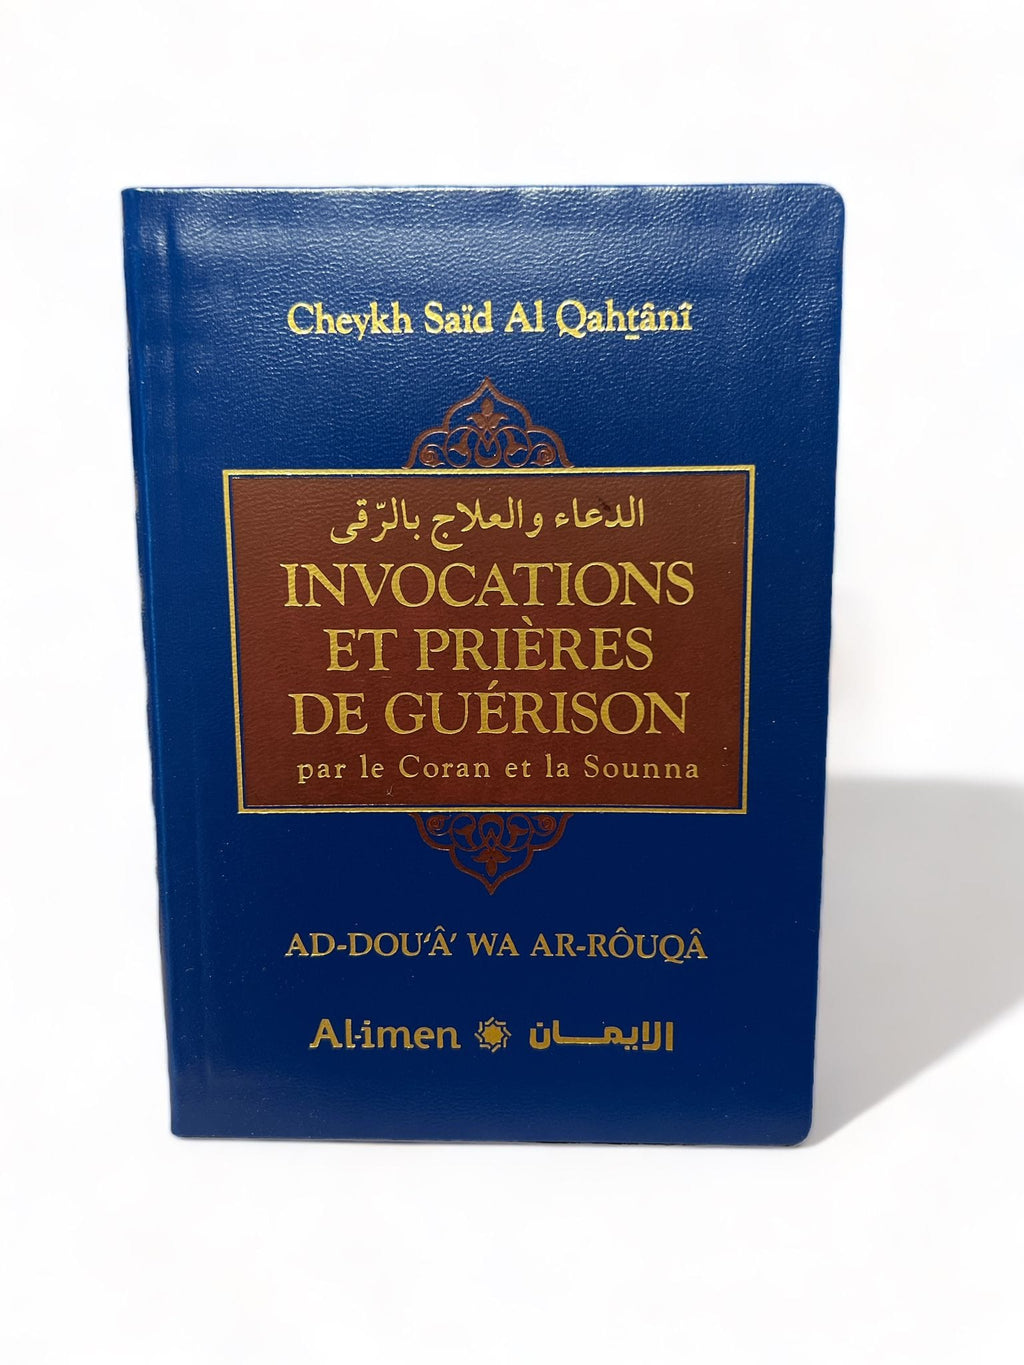 Cheykh Saïd Al Qahṯânî
الدعاء والعلاج بالرّقى
INVOCATIONS
ET PRIÈRES
DE GUÉRISON
par le Coran et la Sounna
AD-DOU‘Â’ WA AR-RÔUQÂ
Al-imen الايمان